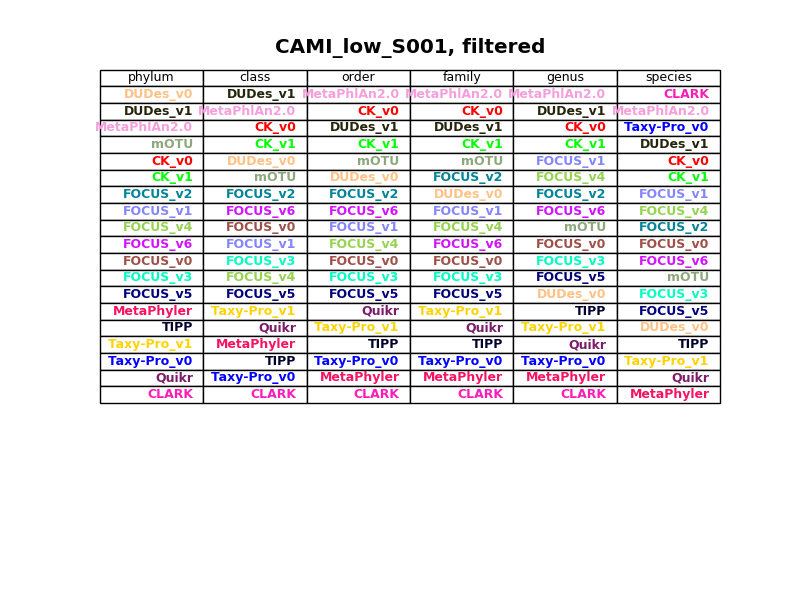 CAMI_low_S001, filtered
phylum class order family genus species
DUDes_v0 DUDes_v1 MetaPhlAn2.0 MetaPhlAn2.0 MetaPhlAn2.0 CLARK
DUDes_v1 MetaPhlAn2.0 CK_v0 CK_v0 DUDes_v1 MetaPhlAn2.0
MetaPhlAn2.0 CK_v0 DUDes_v1 DUDes_v1 CK_v0 Taxy-Pro_v0
mOTU CK_v1 CK_v1 CK_v1 CK_v1 DUDes_v1
CK_v0 DUDes_v0 mOTU mOTU FOCUS_v1 CK_v0
CK_v1 mOTU DUDes_v0 FOCUS_v2 FOCUS_v4 CK_v1
FOCUS_v2 FOCUS_v2 FOCUS_v2 DUDes_v0 FOCUS_v2 FOCUS_v1
FOCUS_v1 FOCUS_v6 FOCUS_v6 FOCUS_v1 FOCUS_v6 FOCUS_v4
FOCUS_v4 FOCUS_v0 FOCUS_v1 FOCUS_v4 mOTU FOCUS_v2
FOCUS_v6 FOCUS_v1 FOCUS_v4 FOCUS_v6 FOCUS_v0 FOCUS_v0
FOCUS_v0 FOCUS_v3 FOCUS_v0 FOCUS_v0 FOCUS_v3 FOCUS_v6
FOCUS_v3 FOCUS_v4 FOCUS_v3 FOCUS_v3 FOCUS_v5 mOTU
FOCUS_v5 FOCUS_v5 FOCUS_v5 FOCUS_v5 DUDes_v0 FOCUS_v3
MetaPhyler Taxy-Pro_v1 Quikr Taxy-Pro_v1 TIPP FOCUS_v5
TIPP Quikr Taxy-Pro_v1 Quikr Taxy-Pro_v1 DUDes_v0
Taxy-Pro_v1 MetaPhyler TIPP TIPP Quikr TIPP
Taxy-Pro_v0 TIPP Taxy-Pro_v0 Taxy-Pro_v0 Taxy-Pro_v0 Taxy-Pro_v1
Quikr Taxy-Pro_v0 MetaPhyler MetaPhyler MetaPhyler Quikr
CLARK CLARK CLARK CLARK CLARK MetaPhyler